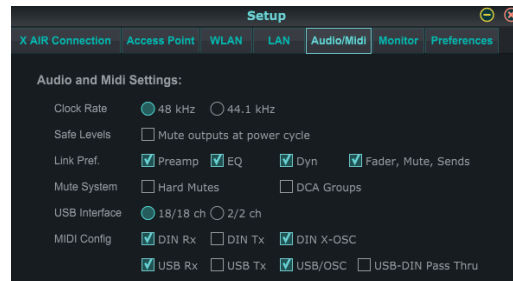 Setup
X AIR Connection Access Point WLAN LAN Audio/Midi Monitor Preferences
Audio and Midi Settings:
Clock Rate 48 kHz 44.1 kHz
Safe Levels Mute outputs at power cycle
Link Pref. Preamp EQ Dyn Fader, Mute, Sends
Mute System Hard Mutes DCA Groups
USB Interface 18/18 ch 2/2 ch
MIDI Config DIN Rx DIN Tx DIN X-OSC
USB Rx USB Tx USB/OSC USB-DIN Pass Thru